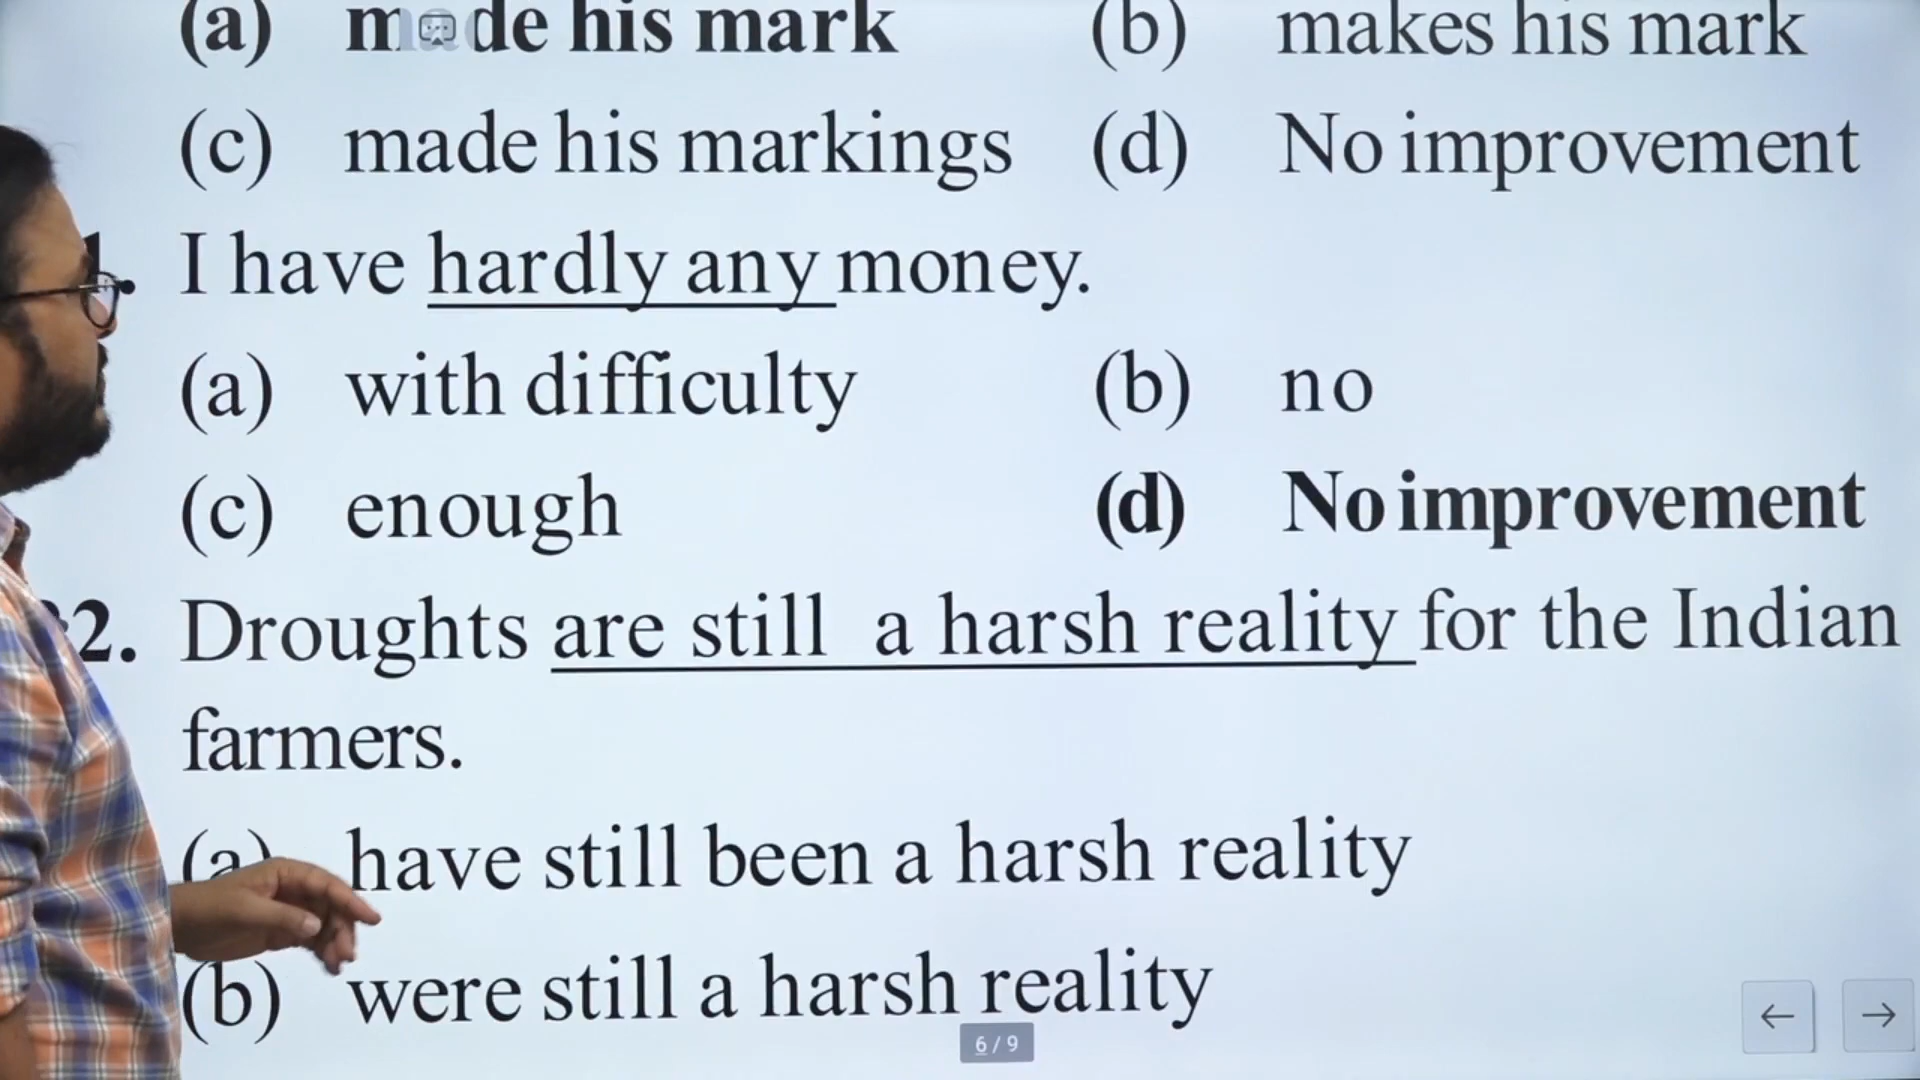 (a) made his mark (b) makes his mark
(c) made his markings (d) No improvement
. I have hardly any money.
(a) with difficulty (b) no
(c) enough (d) No improvement
2. Droughts are still a harsh reality for the Indian
farmers.
(a) have still been a harsh reality
(b) were still a harsh reality
6 / 9